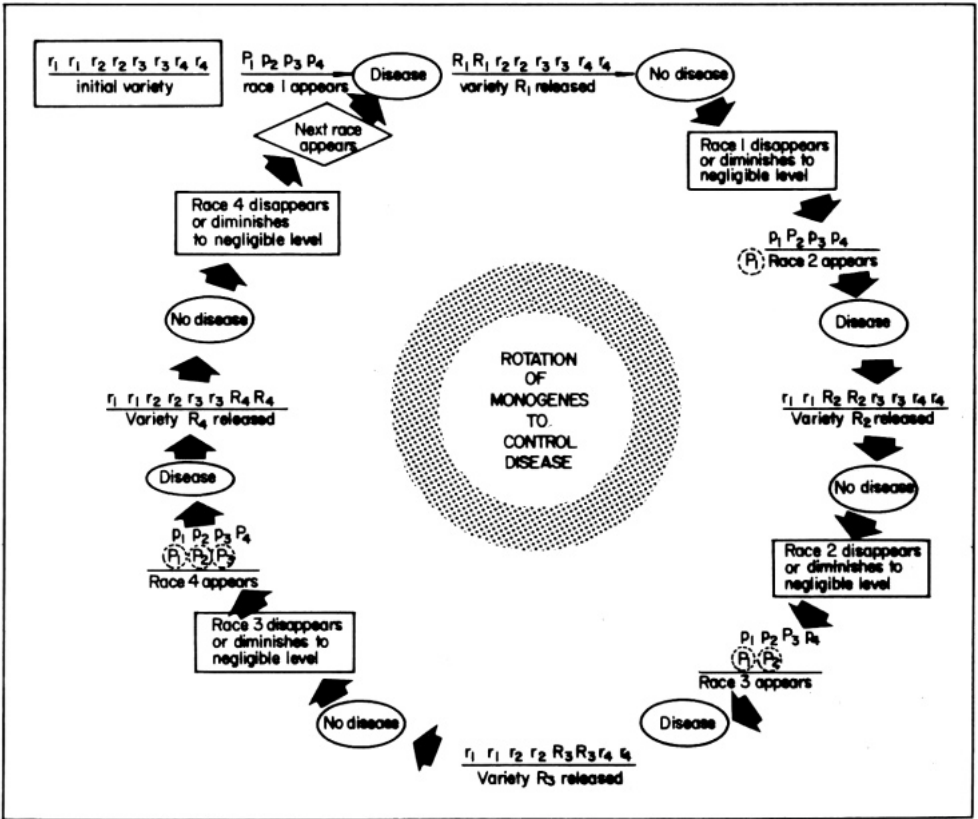 r₁ r₁ r₂ r₂ r₃ r₃ r₄ r₄
initial variety
P₁ p₂ p₃ p₄
race 1 appears
Disease
R₁ R₁ r₂ r₂ r₃ r₃ r₄ r₄
variety R₁ released
No disease
Race 1 disappears
or diminishes to
negligible level
p₁ P₂ p₃ p₄
P₁ Race 2 appears
Disease
r₁ r₁ R₂ R₂ r₃ r₃ r₄ r₄
Variety R₂ released
No disease
Race 2 disappears
or diminishes to
negligible level
p₁ p₂ P₃ p₄
P₁ P₂
Race 3 appears
Disease
r₁ r₁ r₂ r₂ R₃ R₃ r₄ r₄
Variety R₃ released
No disease
Race 3 disappears
or diminishes to
negligible level
p₁ p₂ p₃ P₄
P₁ P₂ P₃
Race 4 appears
Disease
r₁ r₁ r₂ r₂ r₃ r₃ R₄ R₄
Variety R₄ released
No disease
Race 4 disappears
or diminishes
to negligible level
Next race
appears
ROTATION
OF
MONOGENES
TO
CONTROL
DISEASE